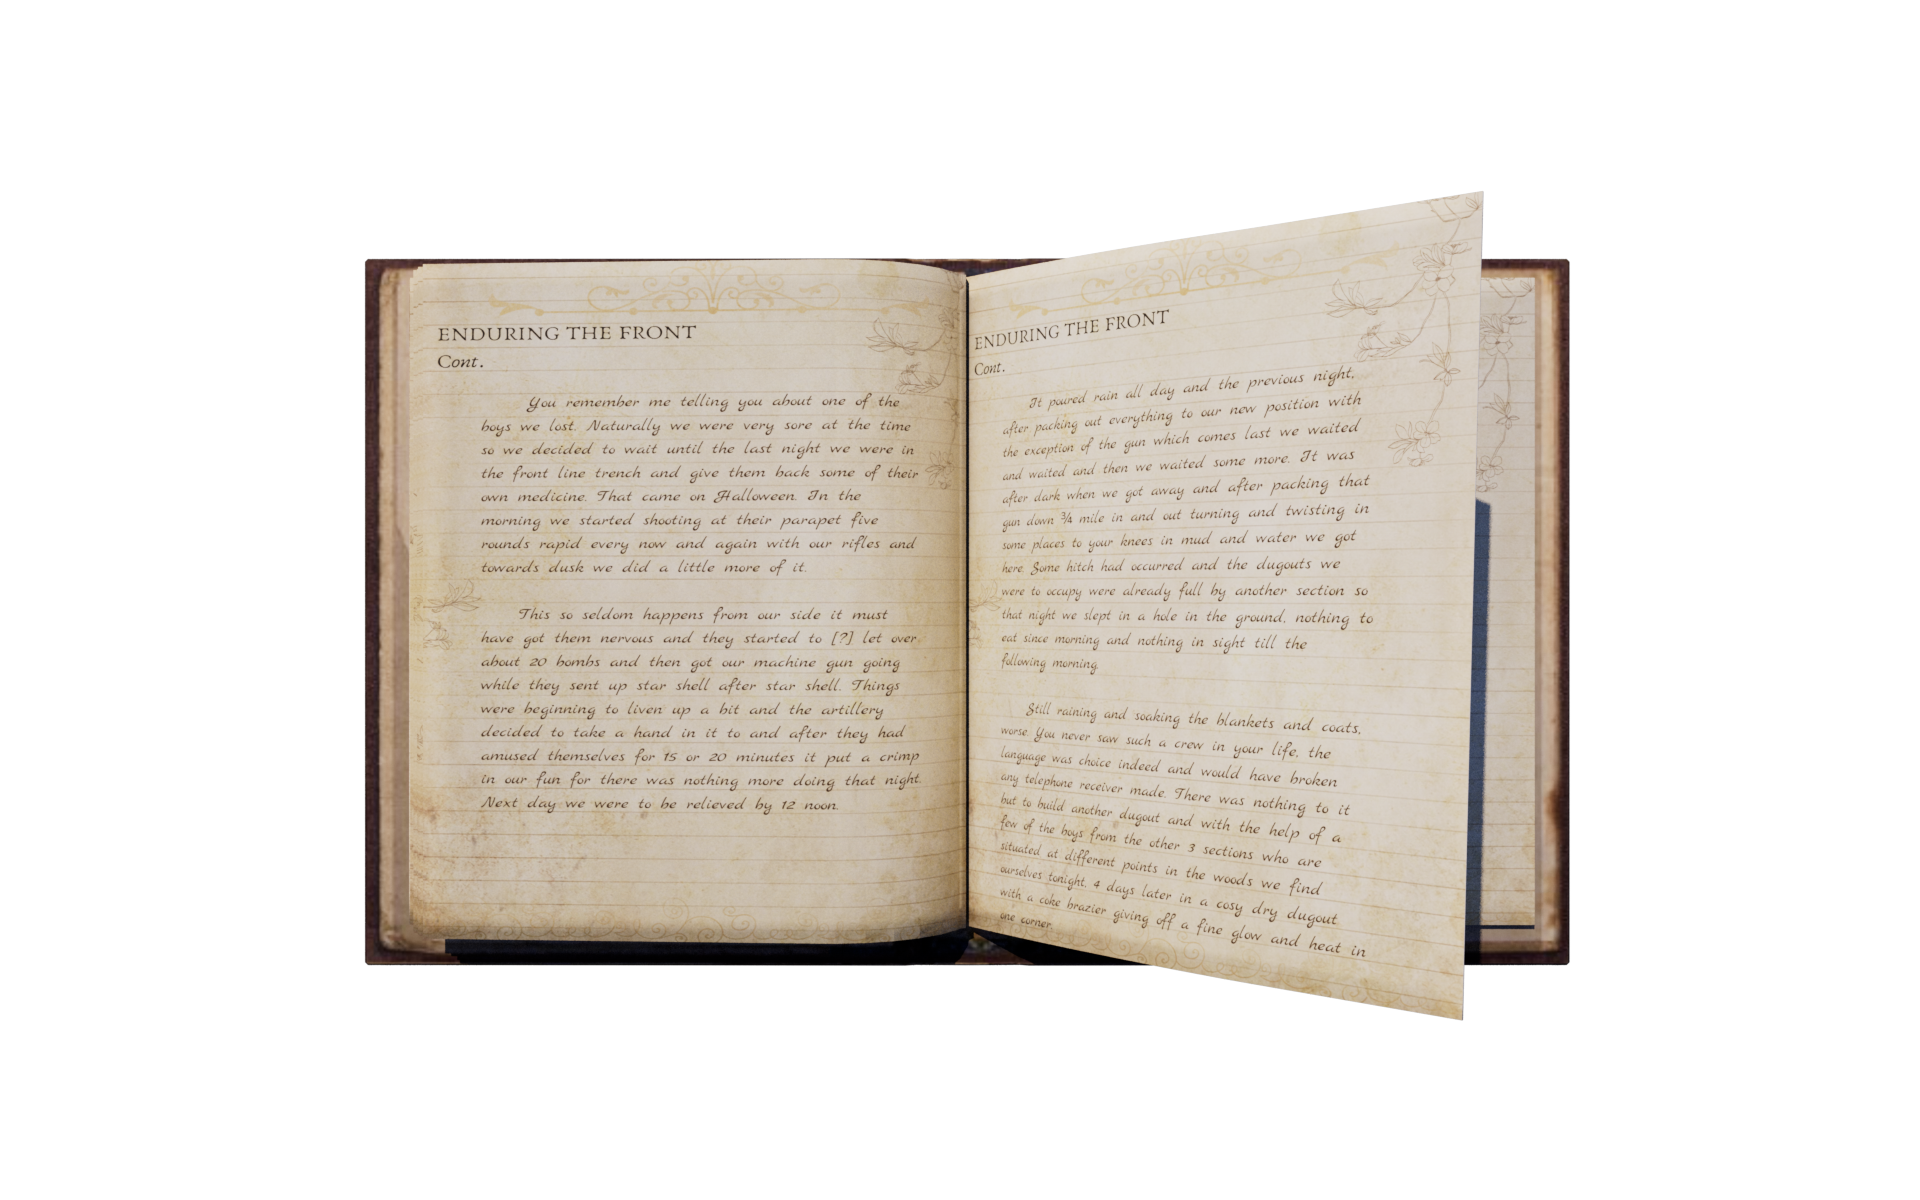 ENDURING THE FRONT
Cont.
You remember me telling you about one of the
boys we lost. Naturally we were very sore at the time
so we decided to wait until the last night we were in
the front line trench and give them back some of their
own medicine. That came on Halloween. In the
morning we started shooting at their parapet five
rounds rapid every now and again with our rifles and
towards dusk we did a little more of it.
This so seldom happens from our side it must
have got them nervous and they started to [?] let over
about 20 bombs and then got our machine gun going
while they sent up star shell after star shell. Things
were beginning to liven up a bit and the artillery
decided to take a hand in it to and after they had
amused themselves for 15 or 20 minutes it put a crimp
in our fun for there was nothing more doing that night.
Next day we were to be relieved by 12 noon.
ENDURING THE FRONT
Cont.
It poured rain all day and the previous night,
after packing out everything to our new position with
the exception of the gun which comes last we waited
and waited and then we waited some more. It was
after dark when we got away and after packing that
gun down ¾ mile in and out turning and twisting in
some places to your knees in mud and water we got
here. Some hitch had occurred and the dugouts we
were to occupy were already full by another section so
that night we slept in a hole in the ground, nothing to
eat since morning and nothing in sight till the
following morning.
Still raining and soaking the blankets and coats,
worse. You never saw such a crew in your life, the
language was choice indeed and would have broken
any telephone receiver made. There was nothing to it
but to build another dugout and with the help of a
few of the boys from the other 3 sections who are
situated at different points in the woods we find
ourselves tonight, 4 days later in a cosy dry dugout
with a coke brazier giving off a fine glow and heat in
one corner.